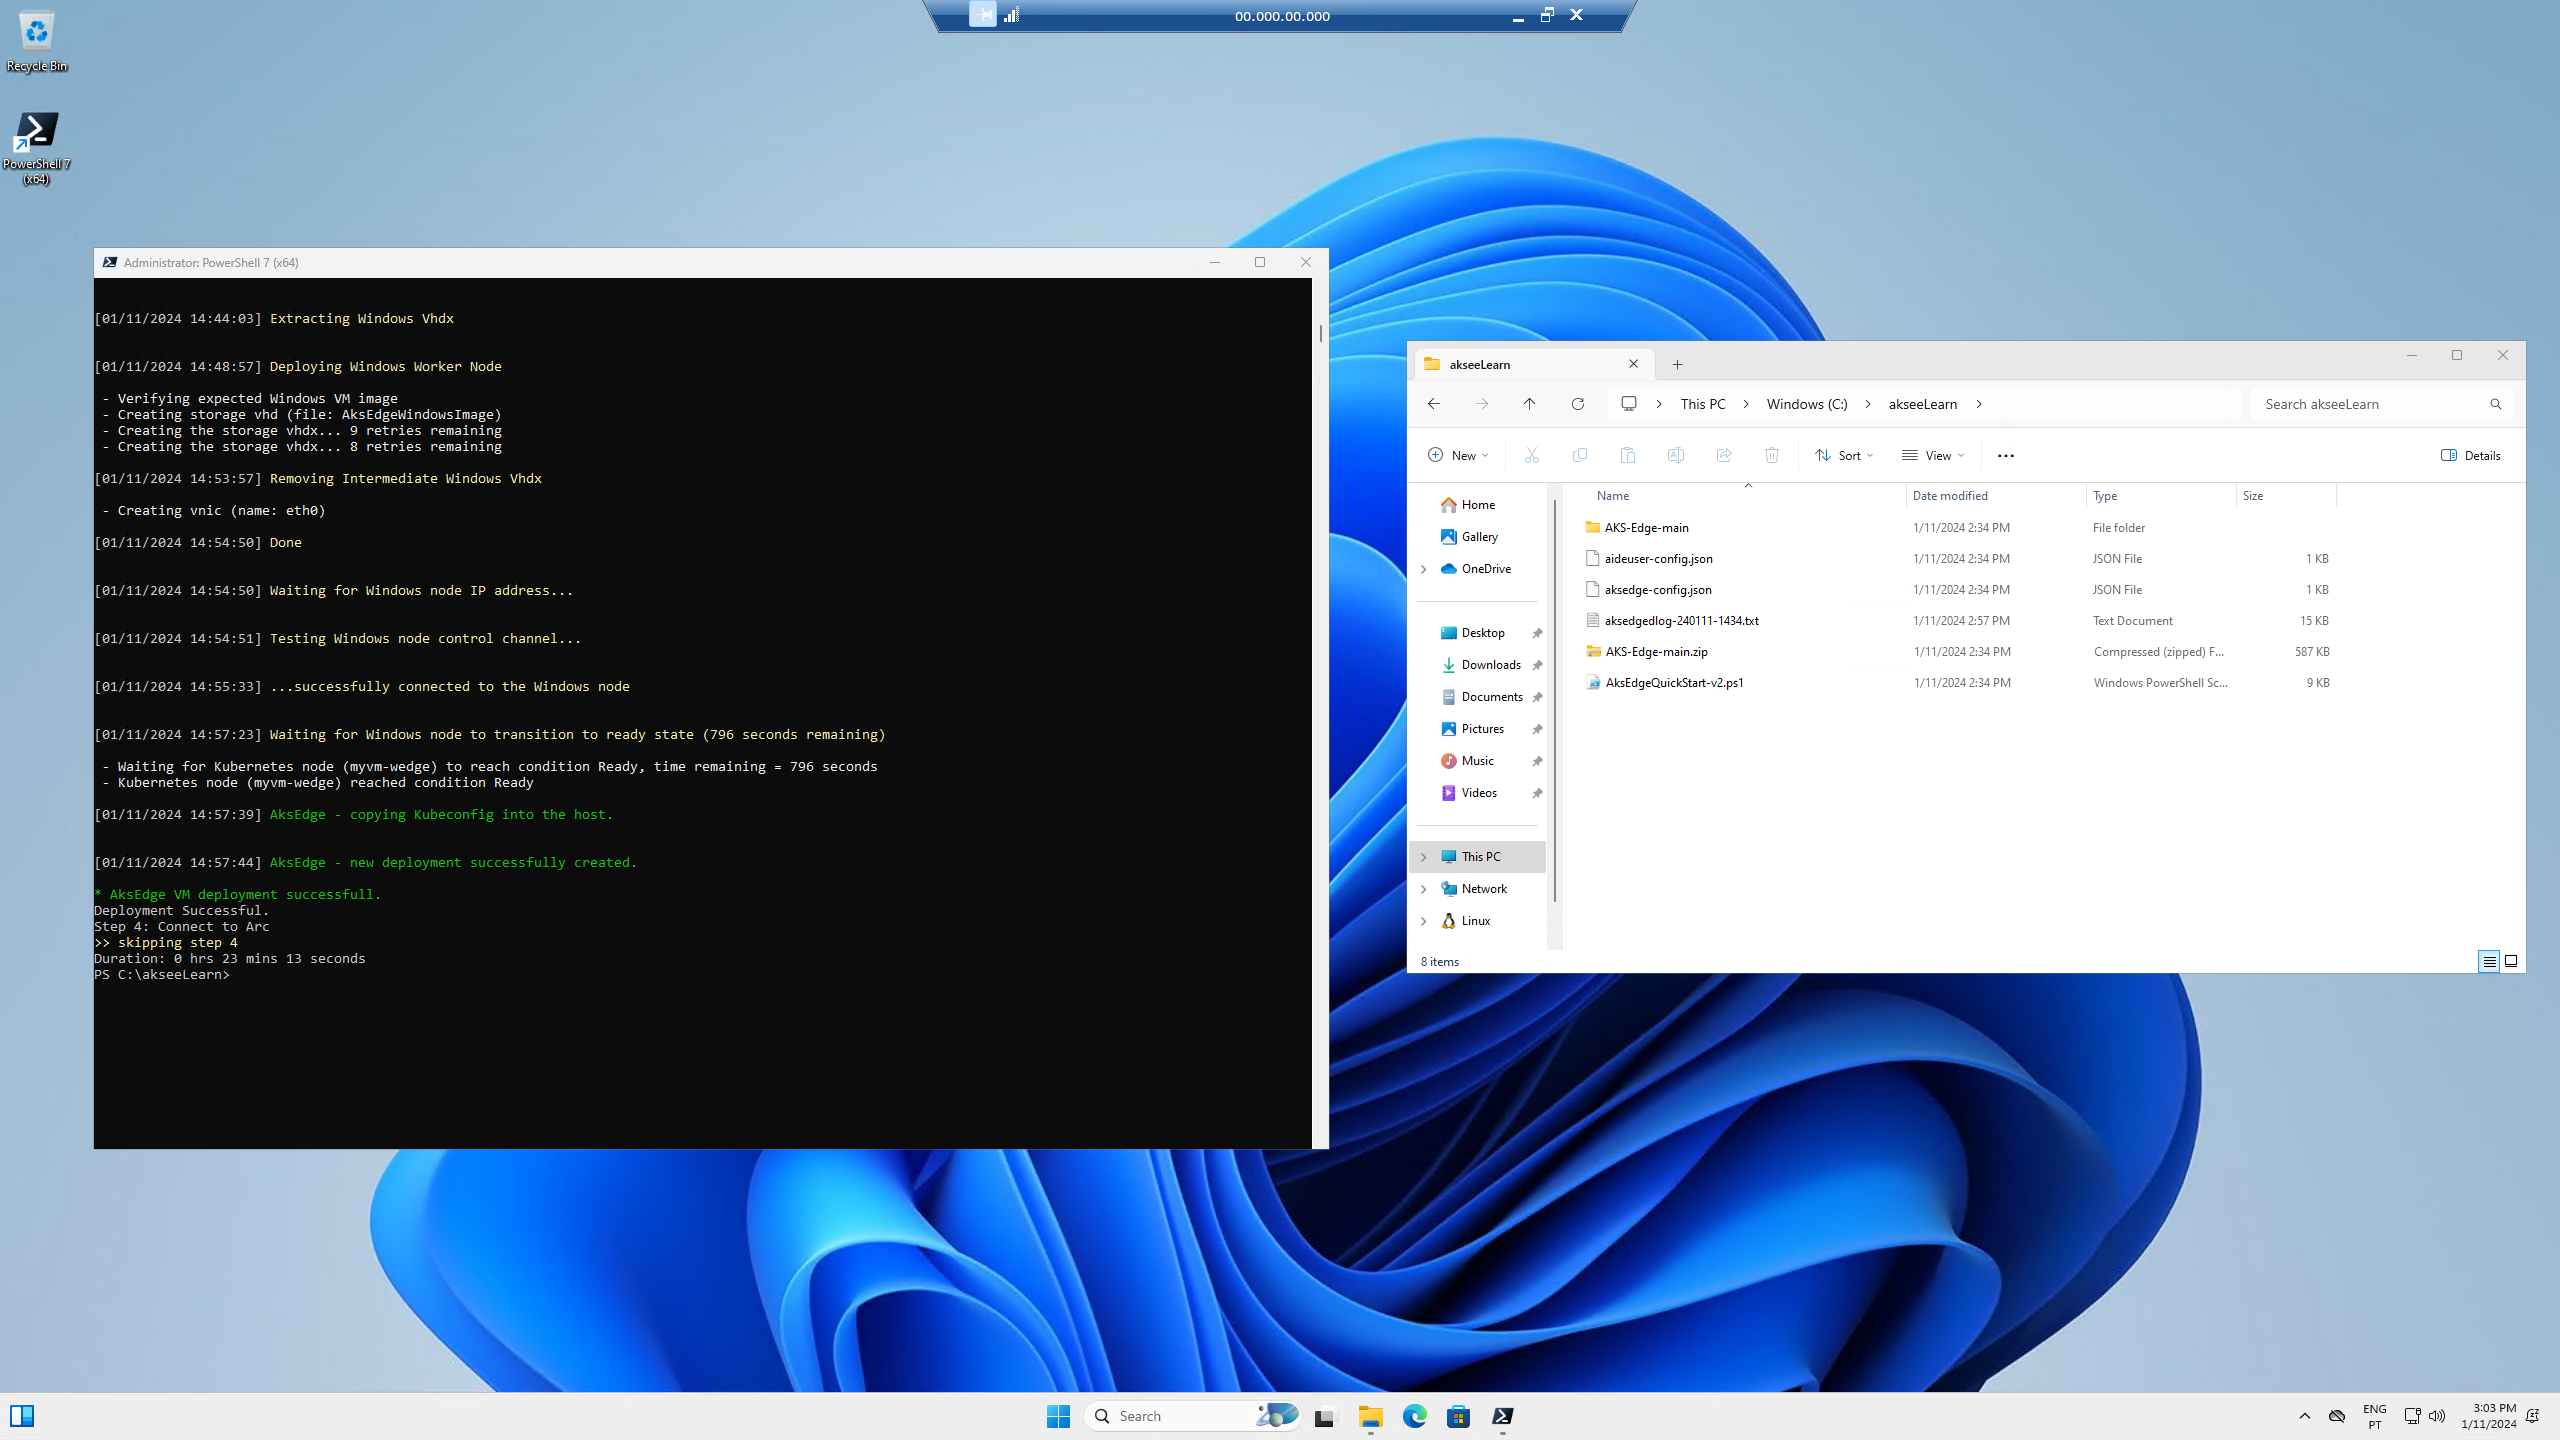 00.000.00.000
Recycle Bin
PowerShell 7
(x64)
Administrator: PowerShell 7 (x64)
[01/11/2024 14:44:03] Extracting Windows Vhdx
[01/11/2024 14:48:57] Deploying Windows Worker Node
- Verifying expected Windows VM image
- Creating storage vhd (file: AksEdgeWindowsImage)
- Creating the storage vhdx... 9 retries remaining
- Creating the storage vhdx... 8 retries remaining
[01/11/2024 14:53:57] Removing Intermediate Windows Vhdx
- Creating vnic (name: eth0)
[01/11/2024 14:54:50] Done
[01/11/2024 14:54:50] Waiting for Windows node IP address...
[01/11/2024 14:54:51] Testing Windows node control channel...
[01/11/2024 14:55:33] ...successfully connected to the Windows node
[01/11/2024 14:57:23] Waiting for Windows node to transition to ready state (796 seconds remaining)
- Waiting for Kubernetes node (myvm-wedge) to reach condition Ready, time remaining = 796 seconds
- Kubernetes node (myvm-wedge) reached condition Ready
[01/11/2024 14:57:39] AksEdge - copying Kubeconfig into the host.
[01/11/2024 14:57:44] AksEdge - new deployment successfully created.
* AksEdge VM deployment successfull.
Deployment Successful.
Step 4: Connect to Arc
>> skipping step 4
Duration: 0 hrs 23 mins 13 seconds
PS C:\akseeLearn>
akseeLearn
This PC > Windows (C:) > akseeLearn >
Search akseeLearn
New Sort View ... Details
Home
Gallery
OneDrive
Desktop
Downloads
Documents
Pictures
Music
Videos
This PC
Network
Linux
Name Date modified Type Size
AKS-Edge-main 1/11/2024 2:34 PM File folder
aideuser-config.json 1/11/2024 2:34 PM JSON File 1 KB
aksedge-config.json 1/11/2024 2:34 PM JSON File 1 KB
aksedgedlog-240111-1434.txt 1/11/2024 2:57 PM Text Document 15 KB
AKS-Edge-main.zip 1/11/2024 2:34 PM Compressed (zipped) F... 587 KB
AksEdgeQuickStart-v2.ps1 1/11/2024 2:34 PM Windows PowerShell Sc... 9 KB
8 items
Search
ENG
PT
3:03 PM
1/11/2024